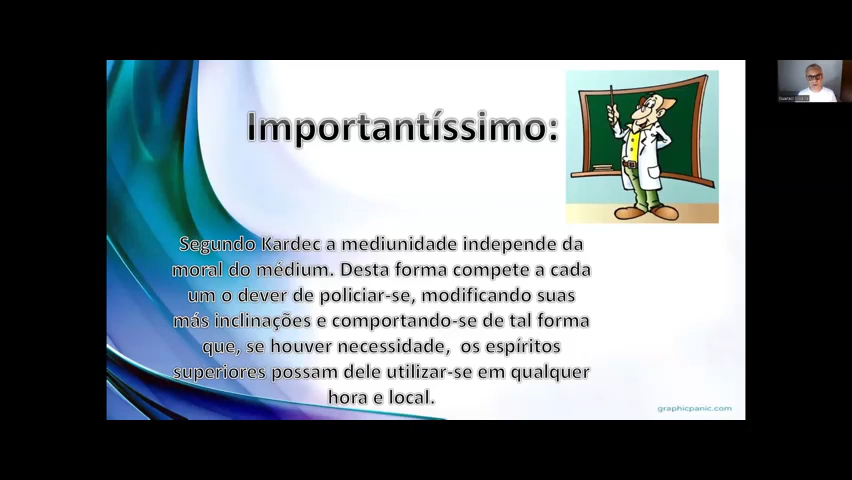 Importantíssimo:
Segundo Kardec a mediunidade independe da
moral do médium. Desta forma compete a cada
um o dever de policiar-se, modificando suas
más inclinações e comportando-se de tal forma
que, se houver necessidade, os espíritos
superiores possam dele utilizar-se em qualquer
hora e local.
graphicpanic.com